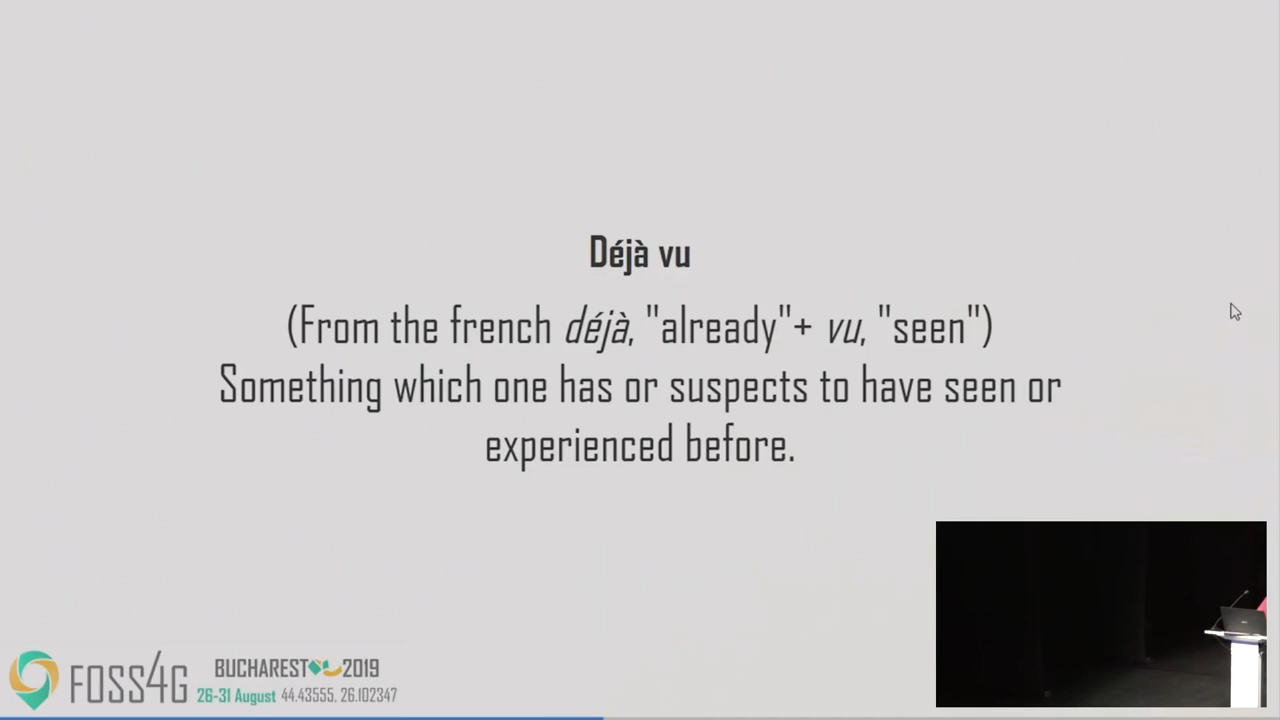 Déjà vu
(From the french déjà, "already"+ vu, "seen")
Something which one has or suspects to have seen or
experienced before.
FOSS4G
BUCHAREST 2019
26-31 August 44.43555, 26.102347